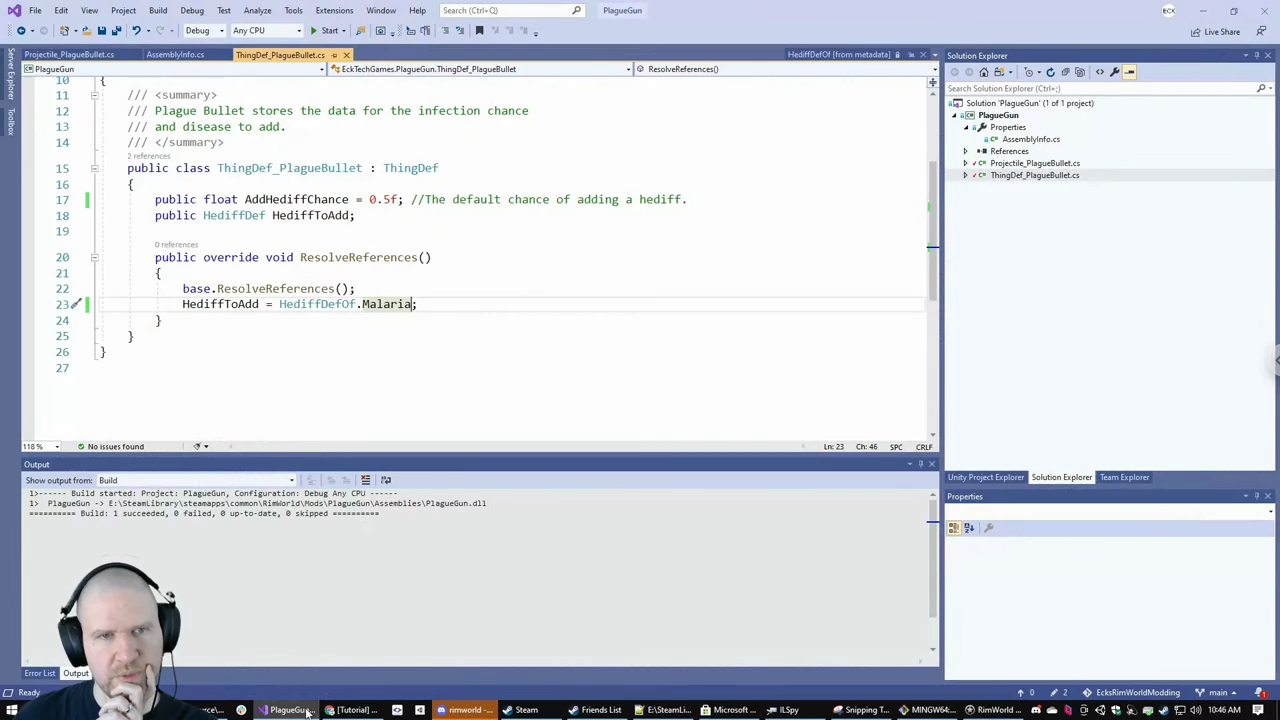 File Edit View Git Project Build Debug Test Analyze Tools Extensions Window Help Search (Ctrl+Q) PlagueGun ECK
Debug Any CPU Start Live Share
Server Explorer
Toolbox
Projectile_PlagueBullet.cs AssemblyInfo.cs ThingDef_PlagueBullet.cs HediffDefOf [from metadata]
PlagueGun EckTechGames.PlagueGun.ThingDef_PlagueBullet ResolveReferences()
10 {
11 /// <summary>
12 /// Plague Bullet stores the data for the infection chance
13 /// and disease to add.
14 /// </summary>
2 references
15 public class ThingDef_PlagueBullet : ThingDef
16 {
17 public float AddHediffChance = 0.5f; //The default chance of adding a hediff.
18 public HediffDef HediffToAdd;
19
0 references
20 public override void ResolveReferences()
21 {
22 base.ResolveReferences();
23 HediffToAdd = HediffDefOf.Malaria;
24 }
25 }
26 }
27
118 % No issues found Ln: 23 Ch: 46 SPC CRLF
Output
Show output from: Build
1>------ Build started: Project: PlagueGun, Configuration: Debug Any CPU ------
1> PlagueGun -> E:\SteamLibrary\steamapps\common\RimWorld\Mods\PlagueGun\Assemblies\PlagueGun.dll
========== Build: 1 succeeded, 0 failed, 0 up-to-date, 0 skipped ==========
Error List Output
Solution Explorer
Search Solution Explorer (Ctrl+;)
Solution 'PlagueGun' (1 of 1 project)
PlagueGun
Properties
AssemblyInfo.cs
References
Projectile_PlagueBullet.cs
ThingDef_PlagueBullet.cs
Unity Project Explorer Solution Explorer Team Explorer
Properties
Ready 0 2 EcksRimWorldModding main
PlagueGun... [Tutorial] ... rimworld -... Steam Friends List E:\SteamLi... Microsoft ... ILSpy Snipping T... MINGW64:... RimWorld ... 10:46 AM